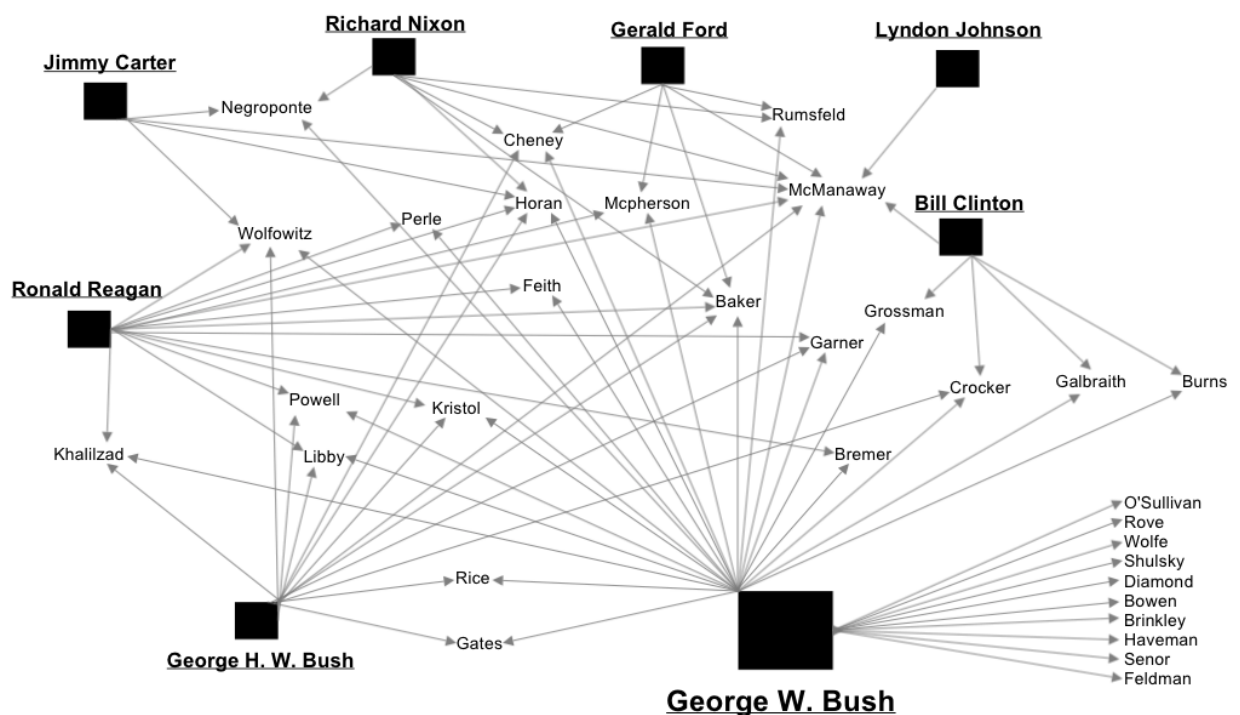 Richard Nixon
Gerald Ford
Lyndon Johnson
Jimmy Carter
Negroponte
Rumsfeld
Cheney
McManaway
Horan
Mcpherson
Bill Clinton
Perle
Wolfowitz
Ronald Reagan
Feith
Baker
Grossman
Garner
Crocker
Galbraith
Burns
Powell
Kristol
Khalilzad
Libby
Bremer
O'Sullivan
Rove
Wolfe
Shulsky
Diamond
Bowen
Brinkley
Haveman
Senor
Feldman
Rice
Gates
George H. W. Bush
George W. Bush